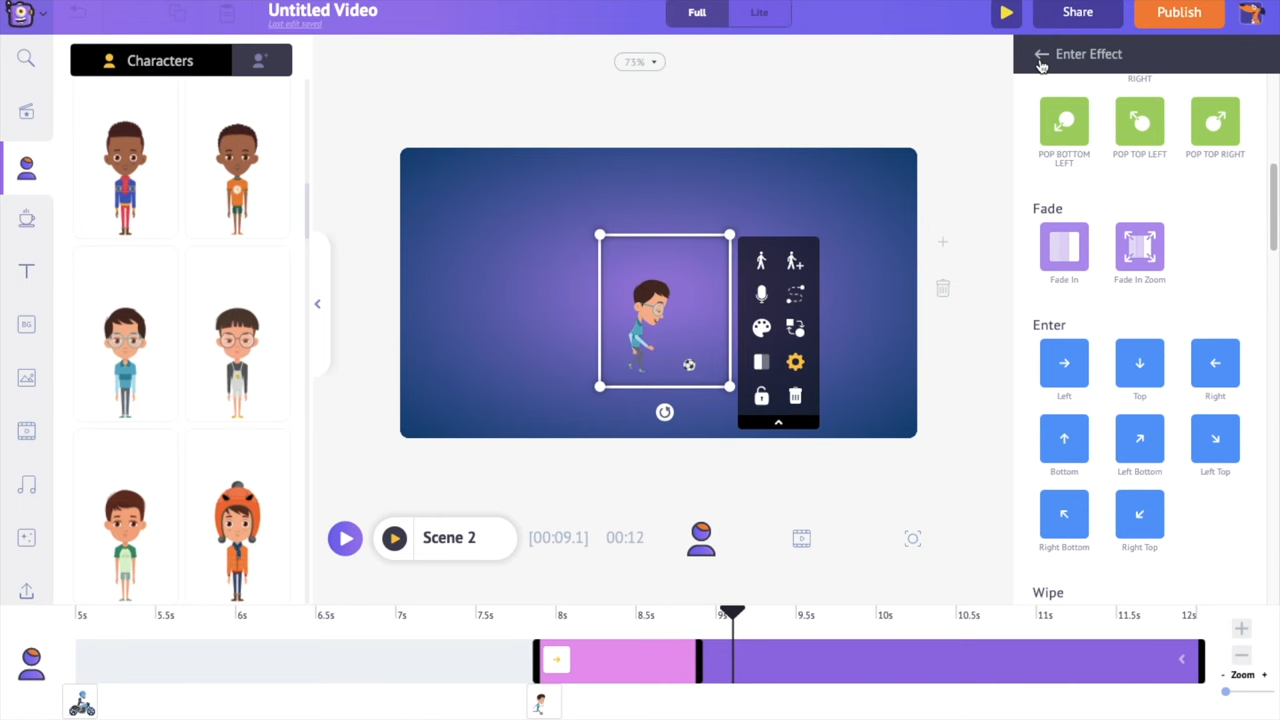 Untitled Video
Last edit saved
Full
Lite
Share
Publish
Characters
73%
Enter Effect
RIGHT
POP BOTTOM LEFT
POP TOP LEFT
POP TOP RIGHT
Fade
Fade In
Fade In Zoom
Enter
Left
Top
Right
Bottom
Left Bottom
Left Top
Right Bottom
Right Top
Wipe
T
BG
Scene 2
[00:09.1]
00:12
5s
5.5s
6s
6.5s
7s
7.5s
8s
8.5s
9s
9.5s
10s
10.5s
11s
11.5s
12s
- Zoom +